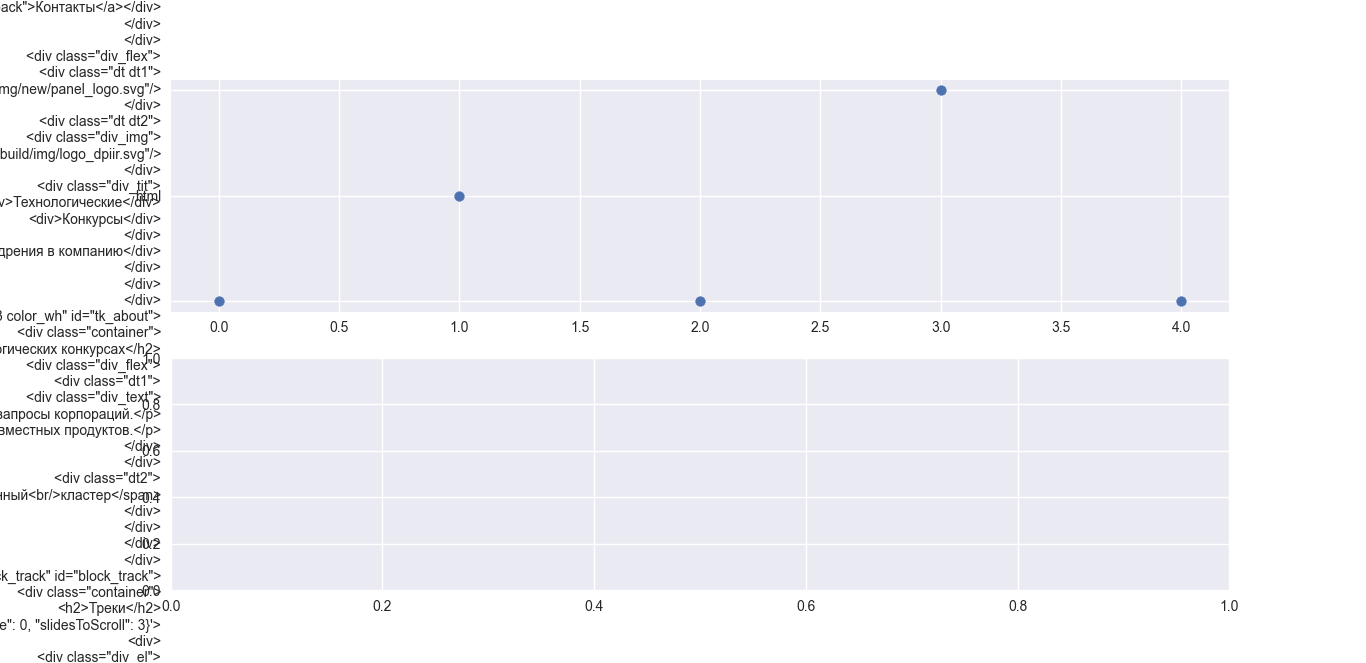 ack">Контакты</a></div>
</div>
</div>
<div class="div_flex">
<div class="dt dt1">
mg/new/panel_logo.svg"/>
</div>
<div class="dt dt2">
<div class="div_img">
build/img/logo_dpiir.svg"/>
</div>
<div class="div_tit">
html
v>Технологические</div>
<div>Конкурсы</div>
</div>
дрения в компанию</div>
</div>
</div>
</div>
0.0 0.5 1.0 1.5 2.0 2.5 3.0 3.5 4.0
3 color_wh" id="tk_about">
<div class="container">
огических конкурсах</h2>
1.0
<div class="div_flex">
<div class="dt1">
<div class="div_text">
0.8
запросы корпораций.</p>
вместных продуктов.</p>
</div>
0.6
</div>
<div class="dt2">
нный<br/>кластер</span>
0.4
</div>
</div>
</div>
0.2
</div>
ck_track" id="block_track">
<div class="container">
0.0
0.0 0.2 0.4 0.6 0.8 1.0
<h2>Треки</h2>
e": 0, "slidesToScroll": 3}'>
<div>
<div class="div_el">